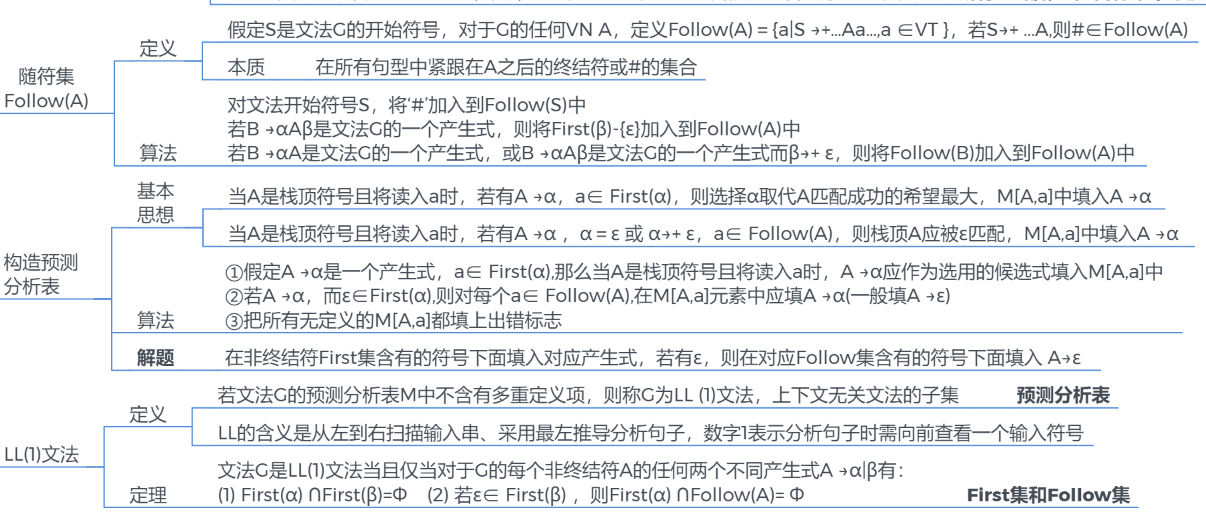 假定S是文法G的开始符号，对于G的任何VN A，定义Follow(A) = {a|S →+...Aa...,a ∈VT }，若S→+ ...A,则#∈Follow(A)
定义
本质 在所有句型中紧跟在A之后的终结符或#的集合
随符集
Follow(A)
对文法开始符号S，将‘#’加入到Follow(S)中
若B →αAβ是文法G的一个产生式，则将First(β)-{ε}加入到Follow(A)中
算法
若B →αA是文法G的一个产生式，或B →αAβ是文法G的一个产生式而β→+ ε，则将Follow(B)加入到Follow(A)中
基本
思想
当A是栈顶符号且将读入a时，若有A →α，a∈ First(α)，则选择α取代A匹配成功的希望最大，M[A,a]中填入A →α
当A是栈顶符号且将读入a时，若有A →α ，α = ε 或 α→+ ε，a∈ Follow(A)，则栈顶A应被ε匹配，M[A,a]中填入A →α
构造预测
分析表
①假定A →α是一个产生式，a∈ First(α),那么当A是栈顶符号且将读入a时，A →α应作为选用的候选式填入M[A,a]中
②若A →α，而ε∈First(α),则对每个a∈ Follow(A),在M[A,a]元素中应填A →α(一般填A →ε)
算法
③把所有无定义的M[A,a]都填上出错标志
解题 在非终结符First集含有的符号下面填入对应产生式，若有ε，则在对应Follow集含有的符号下面填入 A→ε
若文法G的预测分析表M中不含有多重定义项，则称G为LL (1)文法，上下文无关文法的子集 预测分析表
定义
LL的含义是从左到右扫描输入串、采用最左推导分析句子，数字1表示分析句子时需向前查看一个输入符号
LL(1)文法
文法G是LL(1)文法当且仅当对于G的每个非终结符A的任何两个不同产生式A →α|β有：
定理
(1) First(α) ∩First(β)=Φ (2) 若ε∈ First(β) ，则First(α) ∩Follow(A)= Φ First集和Follow集